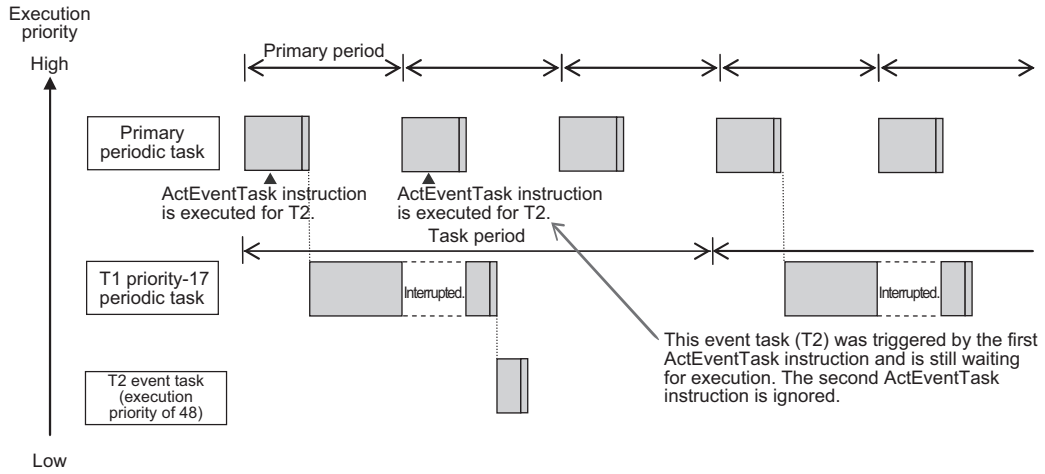 Execution
priority
High
Primary period
Primary
periodic task
ActEventTask instruction
is executed for T2.
ActEventTask instruction
is executed for T2.
Task period
T1 priority-17
periodic task
Interrupted.
Interrupted.
This event task (T2) was triggered by the first
ActEventTask instruction and is still waiting
for execution. The second ActEventTask
instruction is ignored.
T2 event task
(execution
priority of 48)
Low